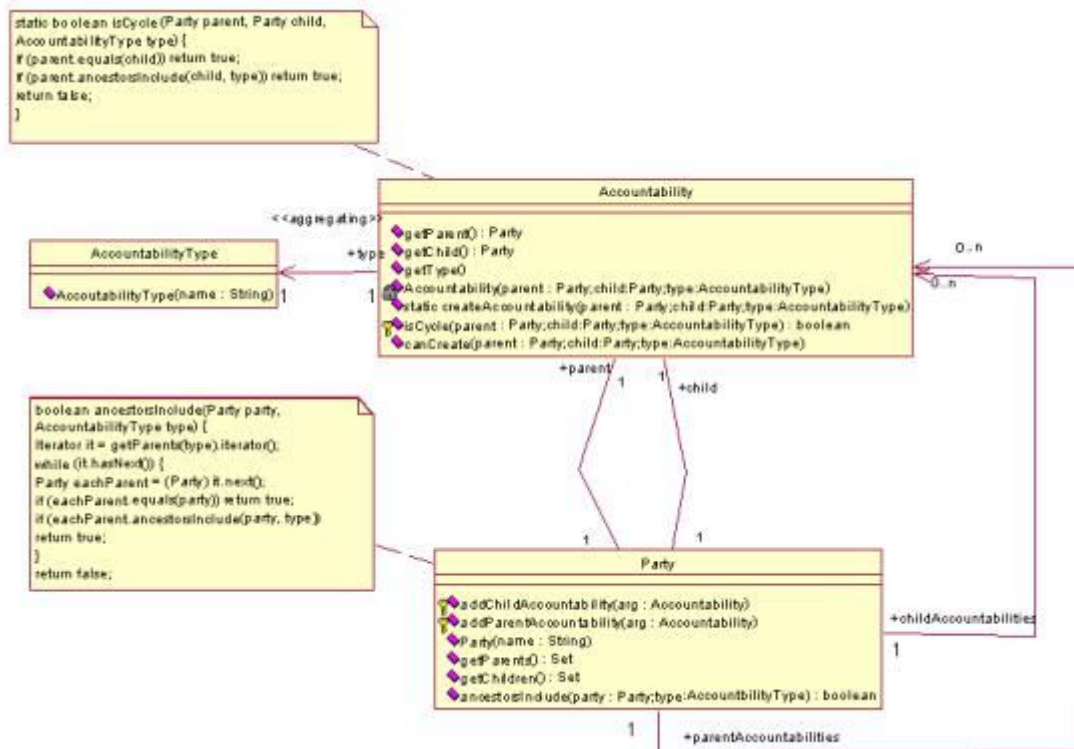 static boolean isCycle (Party parent, Party child,
AccountabilityType type) {
if (parent.equals(child)) return true;
if (parent.ancestorsInclude(child, type)) return true;
return false;
}
Accountability
getParent() : Party
getChild() : Party
getType()
Accountability(parent : Party;child:Party;type:AccountabilityType)
static createAccountability(parent : Party;child:Party;type:AccountabilityType)
isCycle(parent : Party;child:Party;type:AccountabilityType) : boolean
canCreate(parent : Party;child:Party;type:AccountabilityType)
<<aggregating>>
+type
1
1
AccountabilityType
AccoutabilityType(name : String)
0..n
0..n
+parent
1
1
+child
boolean ancestorsInclude(Party party,
AccountabilityType type) {
Iterator it = getParents(type).iterator();
while (it.hasNext()) {
Party eachParent = (Party) it.next();
if (eachParent.equals(party)) return true;
if (eachParent.ancestorsInclude(party, type))
return true;
}
return false;
1
1
Party
addChildAccountability(arg : Accountability)
addParentAccountability(arg : Accountability)
Party(name : String)
getParents() : Set
getChildren() : Set
ancestorsInclude(party : Party;type:AccountbilityType) : boolean
+childAccountabilities
1
1
+parentAccountabilities